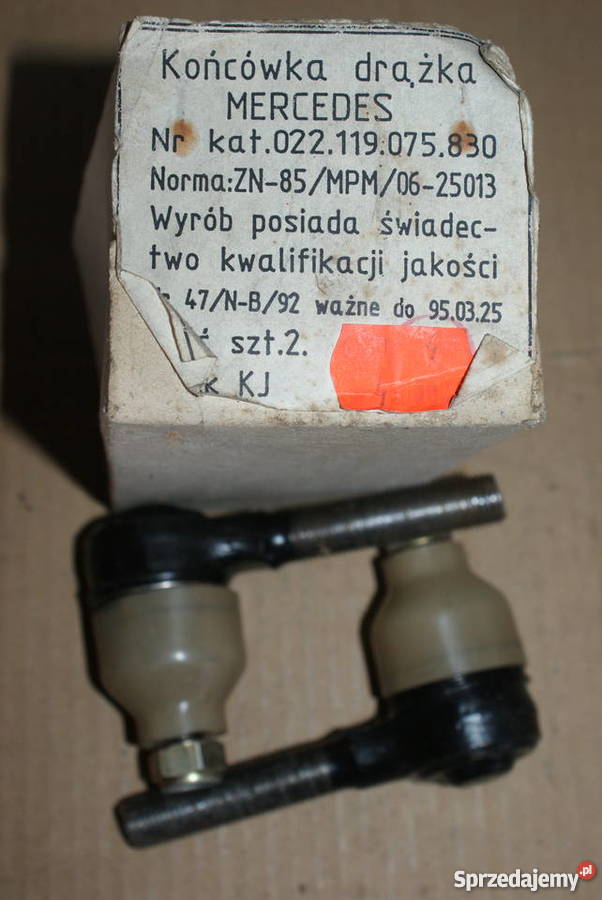 Końcówka drążka
MERCEDES
Nr kat.022.119.075.830
Norma:ZN-85/MPM/06-25013
Wyrób posiada świadec-
two kwalifikacji jakości
47/N-B/92 ważne do 95.03.25
szt.2.
KJ
Sprzedajemy.pl